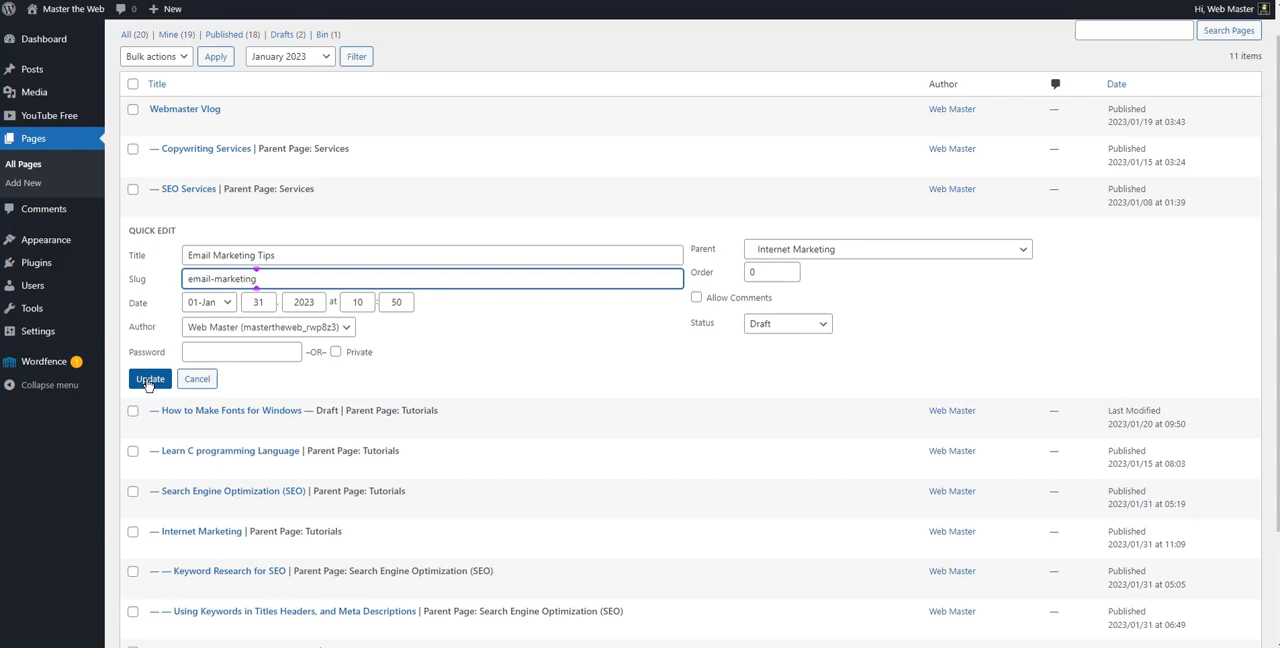 Master the Web 0 + New Hi, Web Master
Dashboard
Posts
Media
YouTube Free
Pages
All Pages
Add New
Comments
Appearance
Plugins
Users
Tools
Settings
Wordfence 1
Collapse menu
All (20) | Mine (19) | Published (18) | Drafts (2) | Bin (1)
Search Pages
Bulk actions Apply January 2023 Filter 11 items
Title Author Date
Webmaster Vlog Web Master — Published
2023/01/19 at 03:43
— Copywriting Services | Parent Page: Services Web Master — Published
2023/01/15 at 03:24
— SEO Services | Parent Page: Services Web Master — Published
2023/01/08 at 01:39
QUICK EDIT
Title Email Marketing Tips
Slug email-marketing
Date 01-Jan 31 , 2023 at 10 : 50
Author Web Master (mastertheweb_rwp8z3)
Password –OR– Private
Update Cancel
Parent Internet Marketing
Order 0
Allow Comments
Status Draft
— How to Make Fonts for Windows — Draft | Parent Page: Tutorials Web Master — Last Modified
2023/01/20 at 09:50
— Learn C programming Language | Parent Page: Tutorials Web Master — Published
2023/01/15 at 08:03
— Search Engine Optimization (SEO) | Parent Page: Tutorials Web Master — Published
2023/01/31 at 05:19
— Internet Marketing | Parent Page: Tutorials Web Master — Published
2023/01/31 at 11:09
— — Keyword Research for SEO | Parent Page: Search Engine Optimization (SEO) Web Master — Published
2023/01/31 at 05:05
— — Using Keywords in Titles Headers, and Meta Descriptions | Parent Page: Search Engine Optimization (SEO) Web Master — Published
2023/01/31 at 06:49